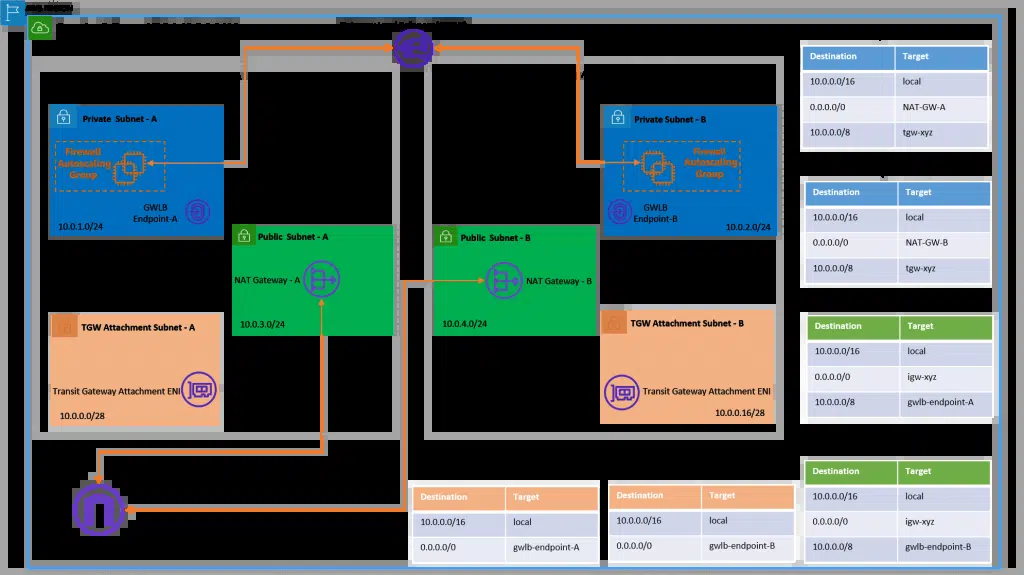 Private Subnet - A
Firewall
Autoscaling
Group
GWLB
Endpoint-A
10.0.1.0/24
Public Subnet - A
NAT Gateway - A
10.0.3.0/24
TGW Attachment Subnet - A
Transit Gateway Attachment ENI
10.0.0.0/28
Private Subnet - B
Firewall
Autoscaling
Group
GWLB
Endpoint-B
10.0.2.0/24
Public Subnet - B
NAT Gateway - B
10.0.4.0/24
TGW Attachment Subnet - B
Transit Gateway Attachment ENI
10.0.0.16/28
Destination Target
10.0.0.0/16 local
0.0.0.0/0 NAT-GW-A
10.0.0.0/8 tgw-xyz
Destination Target
10.0.0.0/16 local
0.0.0.0/0 NAT-GW-B
10.0.0.0/8 tgw-xyz
Destination Target
10.0.0.0/16 local
0.0.0.0/0 igw-xyz
10.0.0.0/8 gwlb-endpoint-A
Destination Target
10.0.0.0/16 local
0.0.0.0/0 igw-xyz
10.0.0.0/8 gwlb-endpoint-B
Destination Target
10.0.0.0/16 local
0.0.0.0/0 gwlb-endpoint-A
Destination Target
10.0.0.0/16 local
0.0.0.0/0 gwlb-endpoint-B